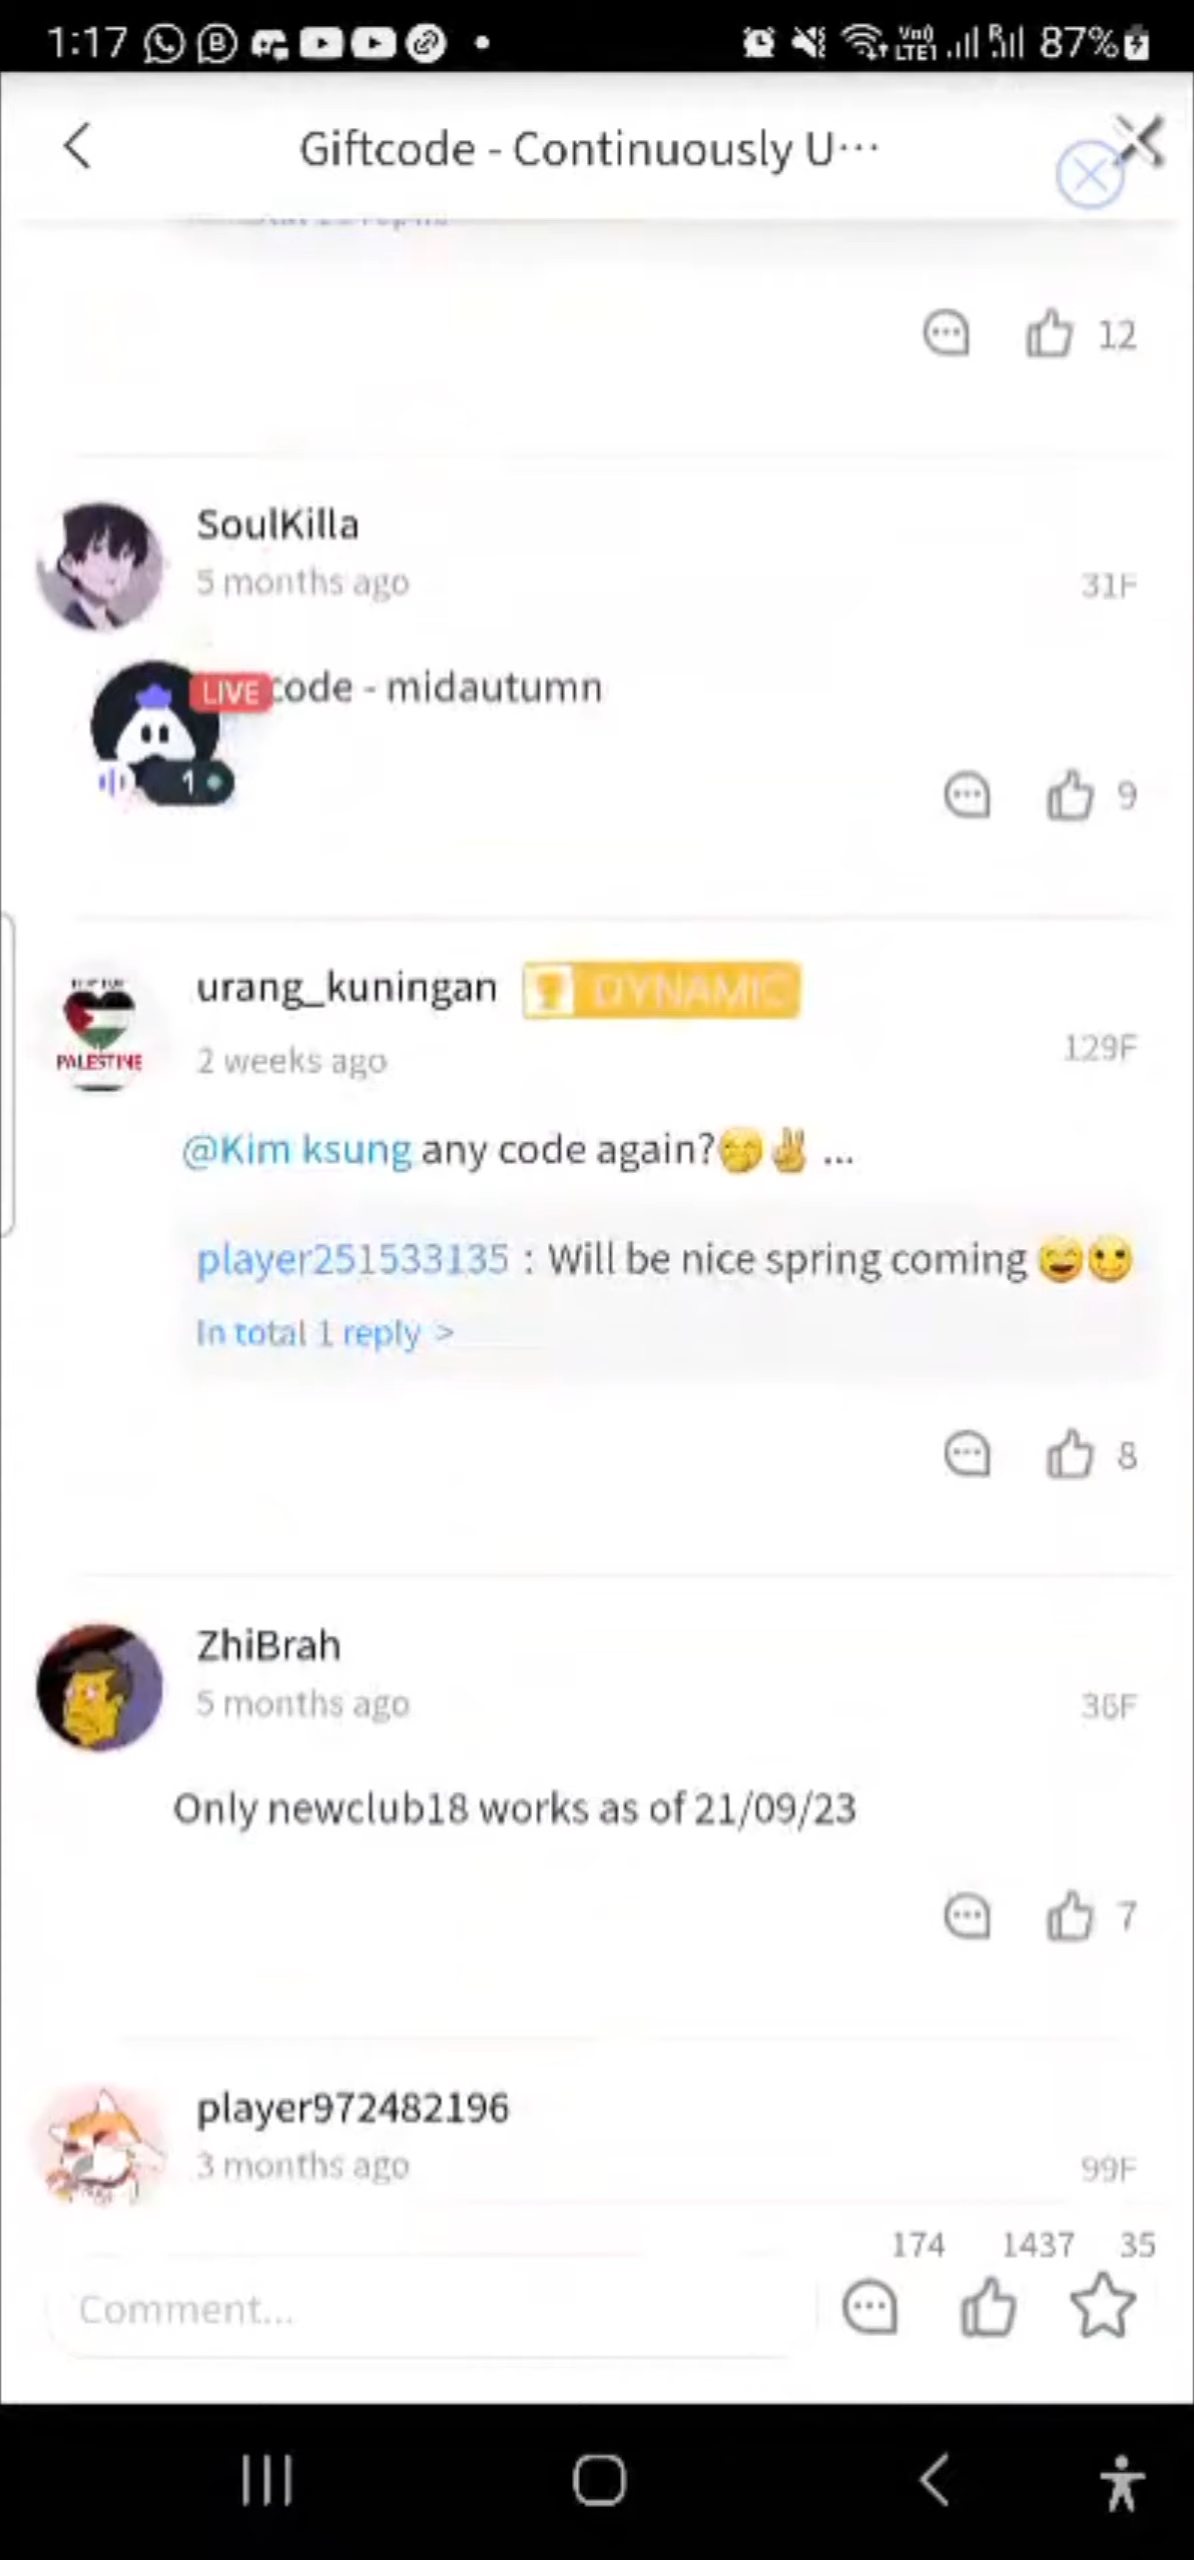 1:17
Vo))
LTE1
R
87%
Giftcode - Continuously U···
12
SoulKilla
5 months ago
31F
LIVE
code - midautumn
1
9
urang_kuningan
DYNAMIC
2 weeks ago
129F
PALESTINE
@Kim ksung any code again?🤭✌️ ...
player251533135 : Will be nice spring coming 😄🙂
In total 1 reply >
8
ZhiBrah
5 months ago
36F
Only newclub18 works as of 21/09/23
7
player972482196
3 months ago
99F
174
1437
35
Comment...